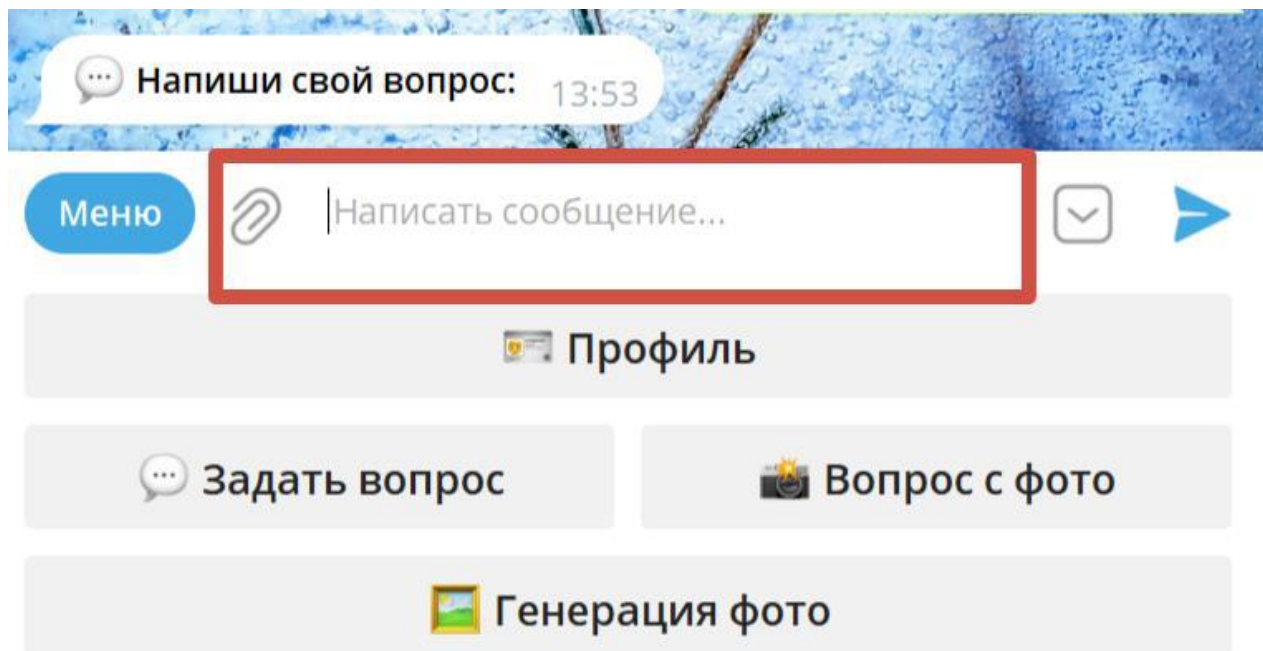 💬 Напиши свой вопрос: 13:53
Меню Написать сообщение...
🪪 Профиль
💬 Задать вопрос
📸 Вопрос с фото
🖼 Генерация фото